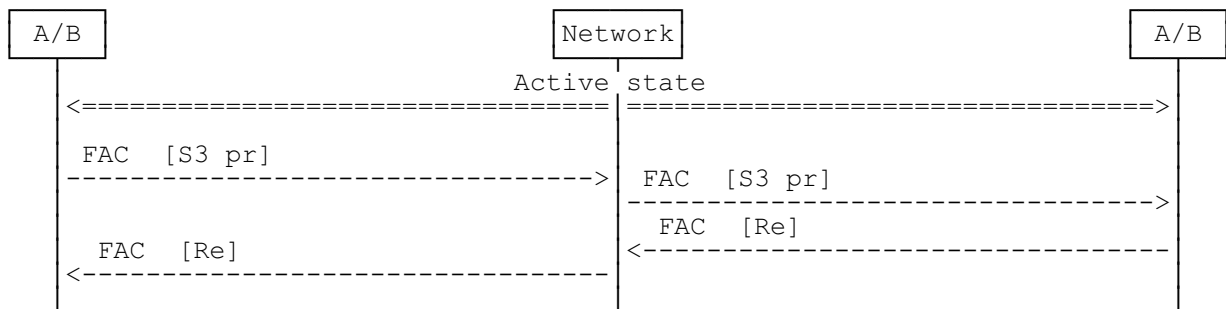 A/B Network A/B
Active state
FAC [S3 pr]
FAC [S3 pr]
FAC [Re]
FAC [Re]